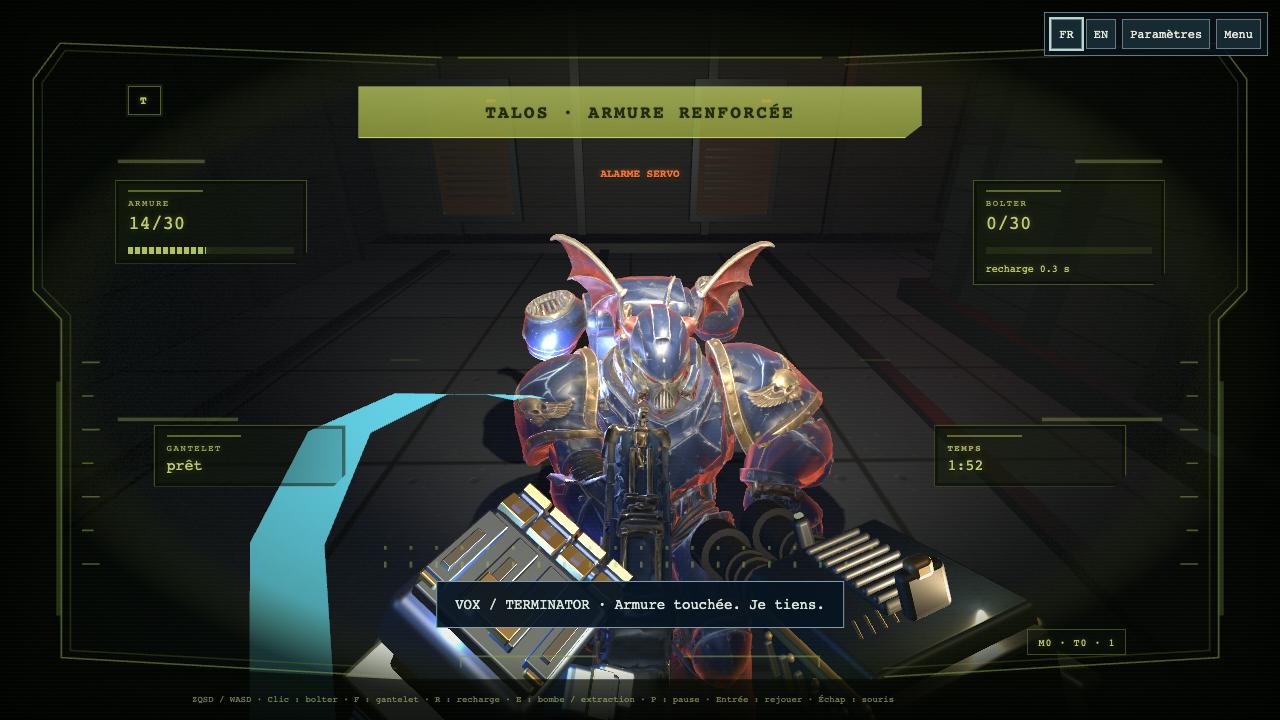 FR EN Paramètres Menu
T
TALOS · ARMURE RENFORCÉE
ALARME SERVO
ARMURE
14/30
BOLTER
0/30
recharge 0.3 s
GANTELET
prêt
TEMPS
1:52
VOX / TERMINATOR · Armure touchée. Je tiens.
M0 · T0 · 1
ZQSD / WASD · Clic : bolter · F : gantelet · R : recharge · E : bombe / extraction · P : pause · Entrée : rejouer · Échap : souris